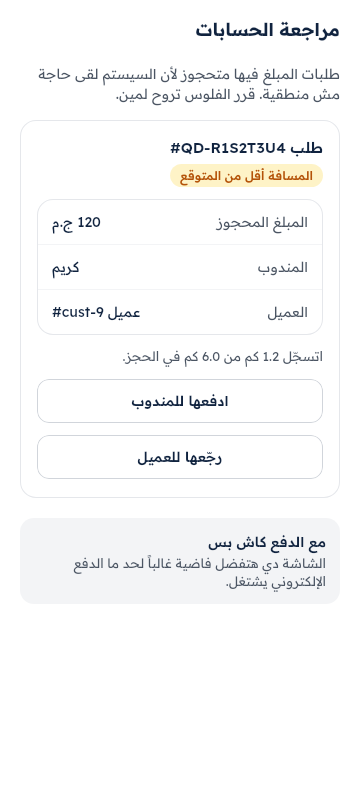 مراجعة الحسابات
طلبات المبلغ فيها متحجوز لأن السيستم لقى حاجة
مش منطقية. قرر الفلوس تروح لمين.
طلب QD-R1S2T3U4#
المسافة أقل من المتوقع
المبلغ المحجوز 120 ج.م
المندوب كريم
العميل عميل cust-9#
اتسجّل 1.2 كم من 6.0 كم في الحجز.
ادفعها للمندوب
رجّعها للعميل
مع الدفع كاش بس
الشاشة دي هتفضل فاضية غالباً لحد ما الدفع
الإلكتروني يشتغل.